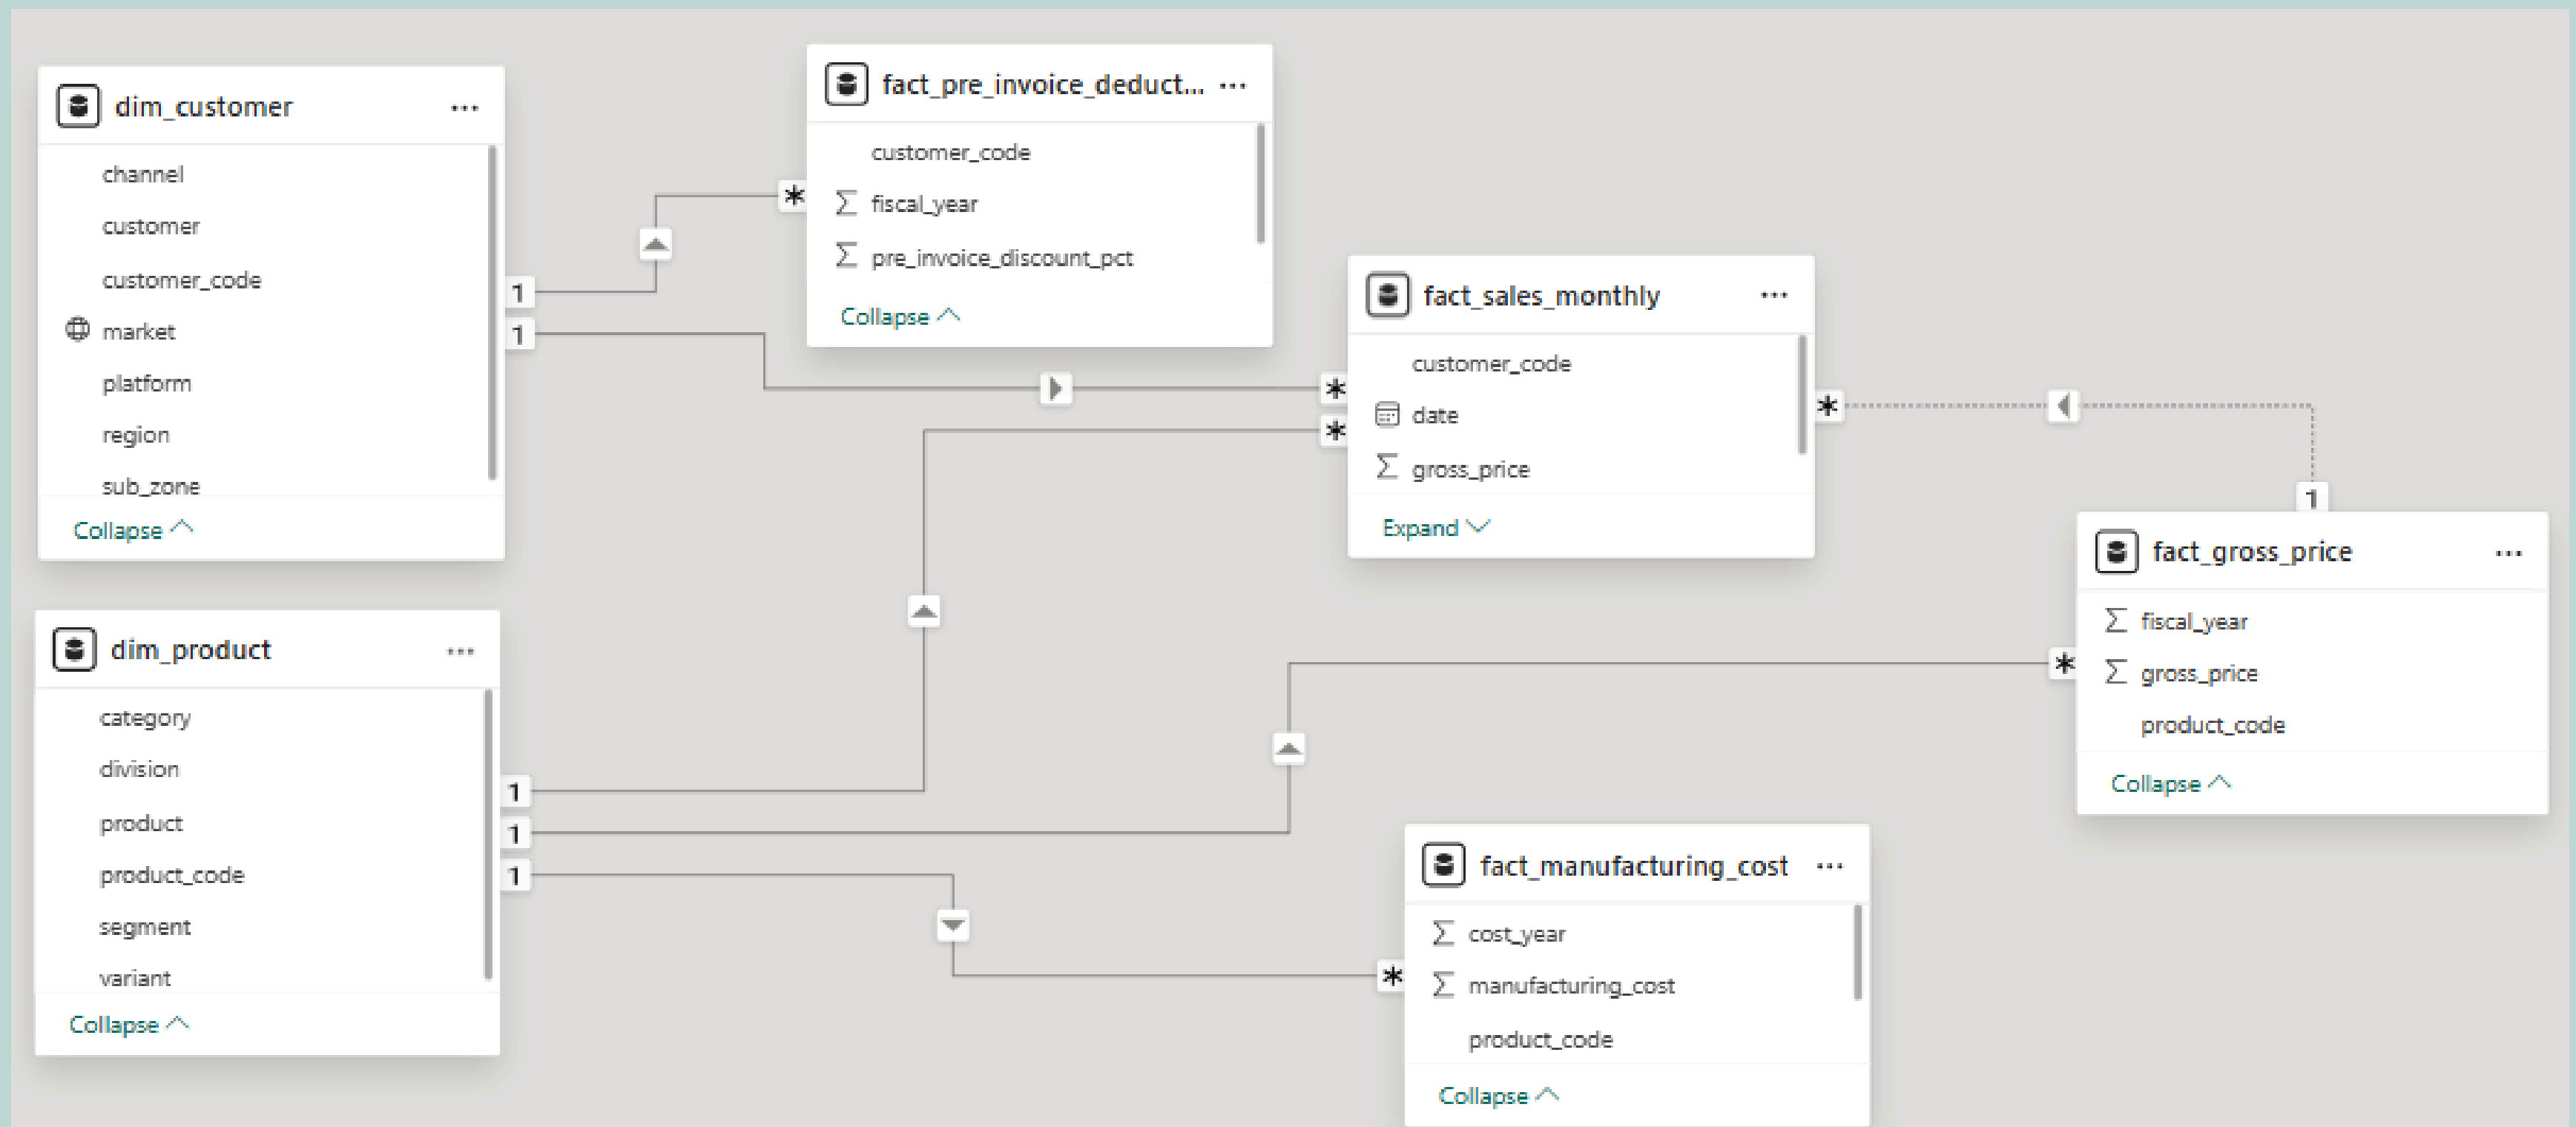 dim_customer
channel
customer
customer_code
market
platform
region
sub_zone
Collapse
fact_pre_invoice_deduct...
customer_code
fiscal_year
pre_invoice_discount_pct
Collapse
fact_sales_monthly
customer_code
date
gross_price
Expand
fact_gross_price
fiscal_year
gross_price
product_code
Collapse
dim_product
category
division
product
product_code
segment
variant
Collapse
fact_manufacturing_cost
cost_year
manufacturing_cost
product_code
Collapse
1
*
1
*
1
*
1
*
1
*
1
*